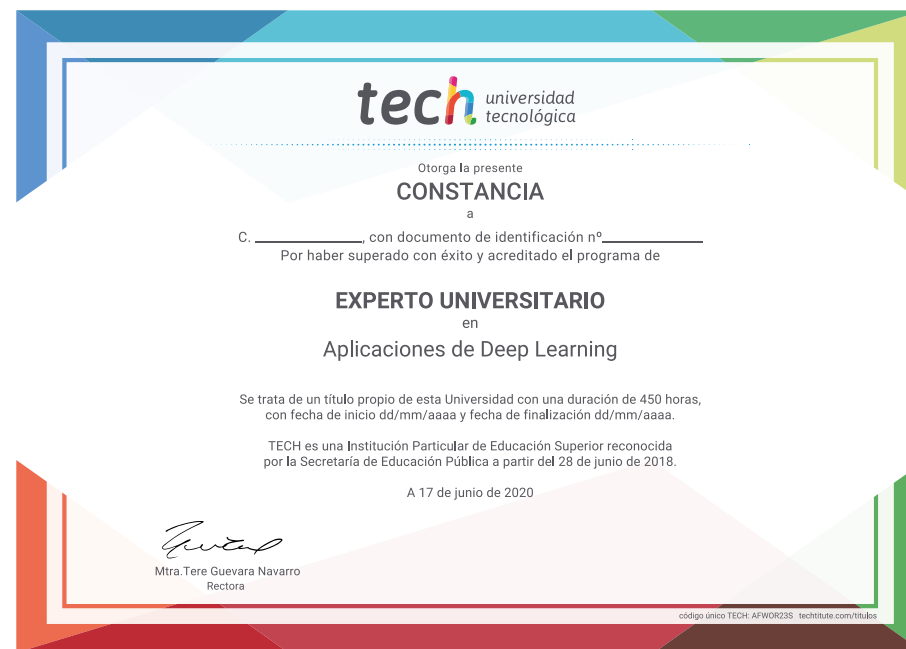 tech universidad
tecnológica
Otorga la presente
CONSTANCIA
a
C. ____________, con documento de identificación nº____________
Por haber superado con éxito y acreditado el programa de
EXPERTO UNIVERSITARIO
en
Aplicaciones de Deep Learning
Se trata de un título propio de esta Universidad con una duración de 450 horas,
con fecha de inicio dd/mm/aaaa y fecha de finalización dd/mm/aaaa.
TECH es una Institución Particular de Educación Superior reconocida
por la Secretaría de Educación Pública a partir del 28 de junio de 2018.
A 17 de junio de 2020
Mtra.Tere Guevara Navarro
Rectora
código único TECH: AFWOR23S techtitute.com/titulos